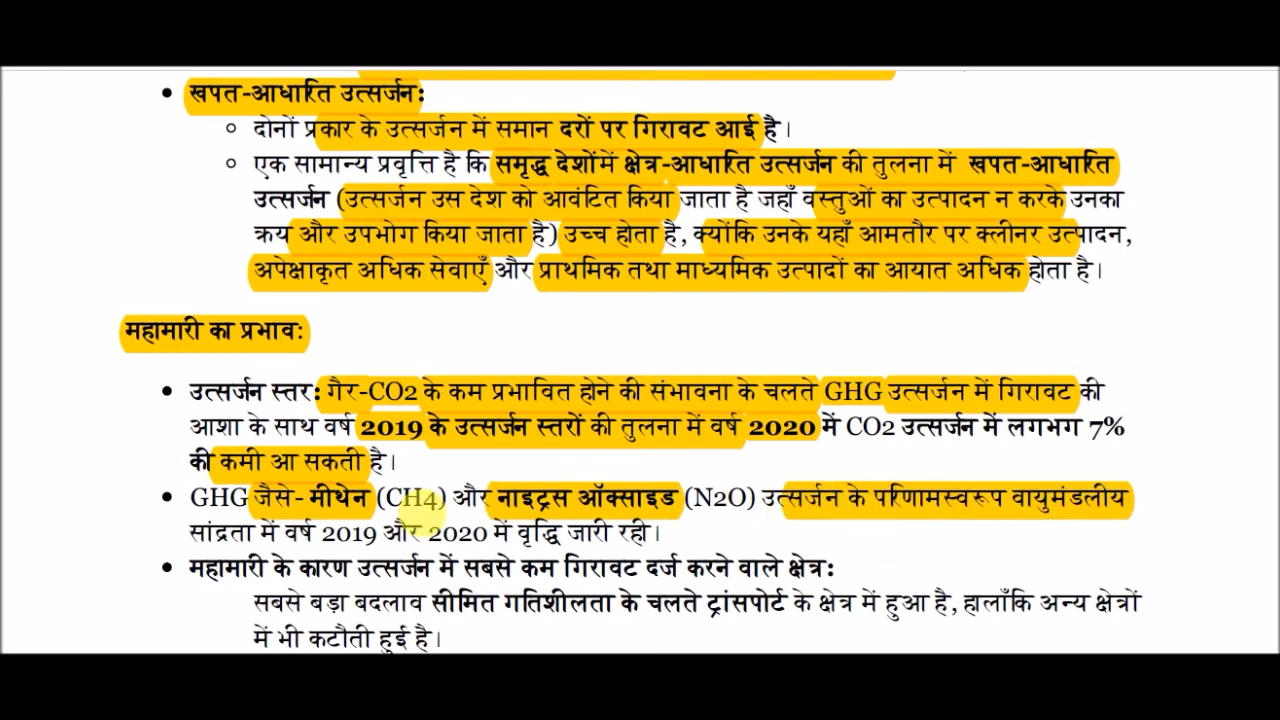 • खपत-आधारित उत्सर्जन:
○ दोनों प्रकार के उत्सर्जन में समान दरों पर गिरावट आई है।
○ एक सामान्य प्रवृत्ति है कि समृद्ध देशों में क्षेत्र-आधारित उत्सर्जन की तुलना में खपत-आधारित
उत्सर्जन (उत्सर्जन उस देश को आवंटित किया जाता है जहाँ वस्तुओं का उत्पादन न करके उनका
क्रय और उपभोग किया जाता है) उच्च होता है, क्योंकि उनके यहाँ आमतौर पर क्लीनर उत्पादन,
अपेक्षाकृत अधिक सेवाएँ और प्राथमिक तथा माध्यमिक उत्पादों का आयात अधिक होता है।
महामारी का प्रभाव:
• उत्सर्जन स्तर: गैर-CO2 के कम प्रभावित होने की संभावना के चलते GHG उत्सर्जन में गिरावट की
आशा के साथ वर्ष 2019 के उत्सर्जन स्तरों की तुलना में वर्ष 2020 में CO2 उत्सर्जन में लगभग 7%
की कमी आ सकती है।
• GHG जैसे- मीथेन (CH4) और नाइट्रस ऑक्साइड (N2O) उत्सर्जन के परिणामस्वरूप वायुमंडलीय
सांद्रता में वर्ष 2019 और 2020 में वृद्धि जारी रही।
• महामारी के कारण उत्सर्जन में सबसे कम गिरावट दर्ज करने वाले क्षेत्र:
सबसे बड़ा बदलाव सीमित गतिशीलता के चलते ट्रांसपोर्ट के क्षेत्र में हुआ है, हालाँकि अन्य क्षेत्रों
में भी कटौती हुई है।